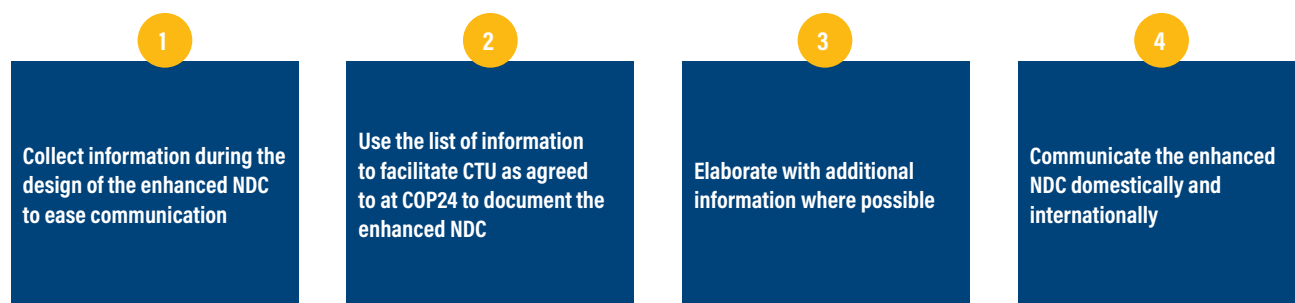 1
Collect information during the
design of the enhanced NDC
to ease communication
2
Use the list of information
to facilitate CTU as agreed
to at COP24 to document the
enhanced NDC
3
Elaborate with additional
information where possible
4
Communicate the enhanced
NDC domestically and
internationally